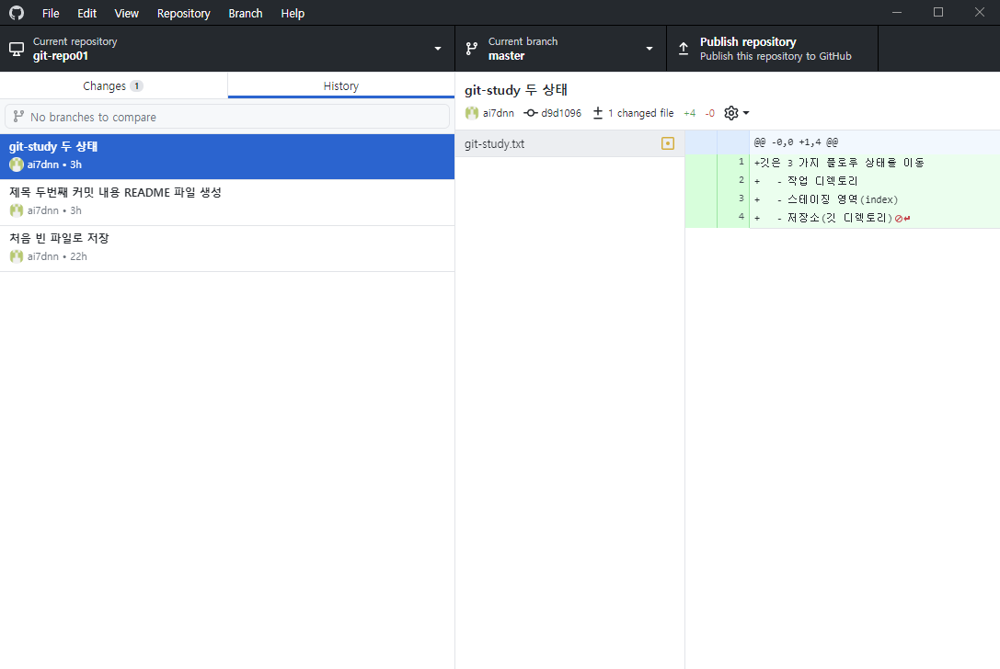 File Edit View Repository Branch Help
Current repository
git-repo01
Current branch
master
Publish repository
Publish this repository to GitHub
Changes 1
History
No branches to compare
git-study 두 상태
ai7dnn • 3h
제목 두번째 커밋 내용 README 파일 생성
ai7dnn • 3h
처음 빈 파일로 저장
ai7dnn • 22h
git-study 두 상태
ai7dnn d9d1096 1 changed file +4 -0
git-study.txt
@@ -0,0 +1,4 @@
1 +깃은 3 가지 플로우 상태를 이동
2 + - 작업 디렉토리
3 + - 스테이징 영역(index)
4 + - 저장소(깃 디렉토리)